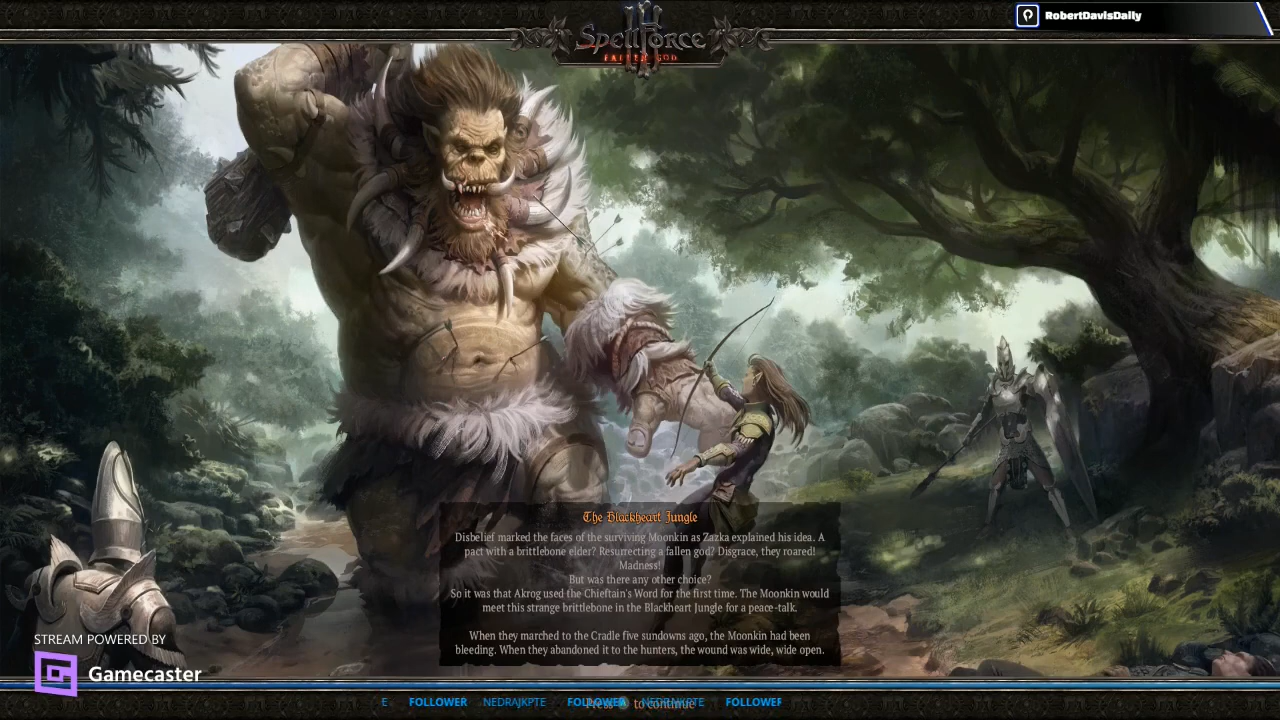 RobertDavisDaily
SpellForce
III
FALLEN GOD
The Blackheart Jungle
Disbelief marked the faces of the surviving Moonkin as Zazka explained his idea. A
pact with a brittlebone elder? Resurrecting a fallen god? Disgrace, they roared!
Madness!
But was there any other choice?
So it was that Akrog used the Chieftain's Word for the first time. The Moonkin would
meet this strange brittlebone in the Blackheart Jungle for a peace-talk.
When they marched to the Cradle five sundowns ago, the Moonkin had been
bleeding. When they abandoned it to the hunters, the wound was wide, wide open.
STREAM POWERED BY
Gamecaster
E FOLLOWER NEDRAJKPTE FOLLOWER NEDRAJKPTE FOLLOWER
Press to continue